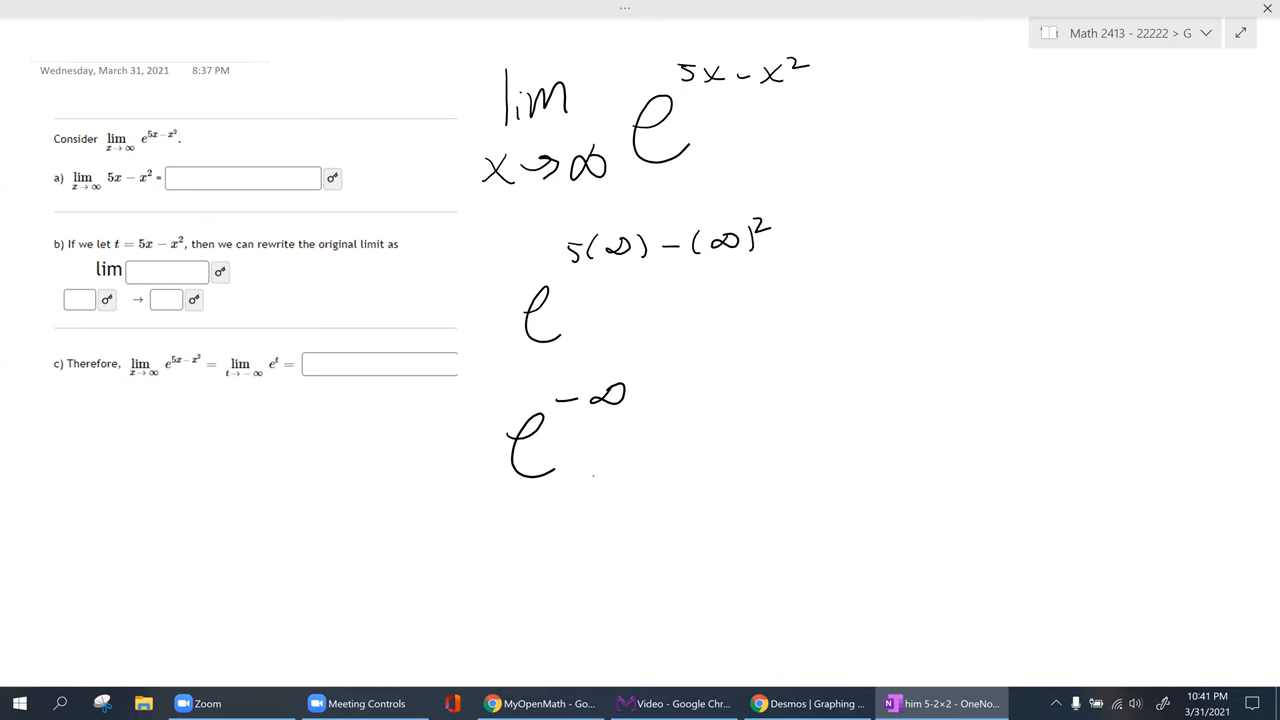 Math 2413 - 22222 > G
Wednesday, March 31, 2021 8:37 PM
Consider lim x→∞ e^{5x−x²}.
a) lim x→∞ 5x − x² =
b) If we let t = 5x − x², then we can rewrite the original limit as
lim
→
c) Therefore, lim x→∞ e^{5x−x²} = lim t→−∞ e^t =
lim x→∞ e^{5x−x²}
e^{5(∞)−(∞)²}
e^{−∞}
Zoom
Meeting Controls
MyOpenMath - Go...
Video - Google Chr...
Desmos | Graphing ...
him 5-2×2 - OneNo...
10:41 PM
3/31/2021